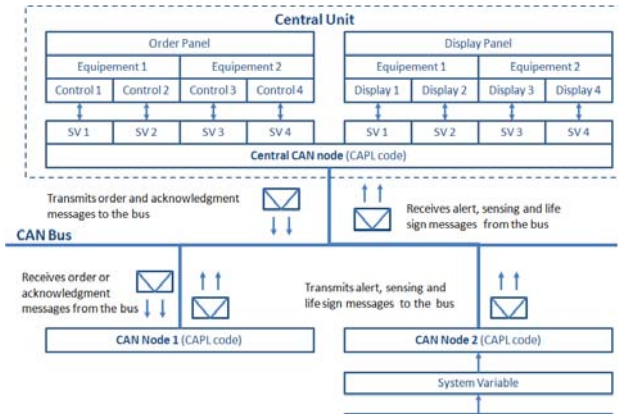 Central Unit
Order Panel
Display Panel
Equipement 1
Equipement 2
Equipement 1
Equipement 2
Control 1
Control 2
Control 3
Control 4
Display 1
Display 2
Display 3
Display 4
SV 1
SV 2
SV 3
SV 4
SV 1
SV 2
SV 3
SV 4
Central CAN node (CAPL code)
Transmits order and acknowledgment
messages to the bus
Receives alert, sensing and life
sign messages from the bus
CAN Bus
Receives order or
acknowledgment
messages from the bus
Transmits alert, sensing and
life sign messages to the bus
CAN Node 1 (CAPL code)
CAN Node 2 (CAPL code)
System Variable